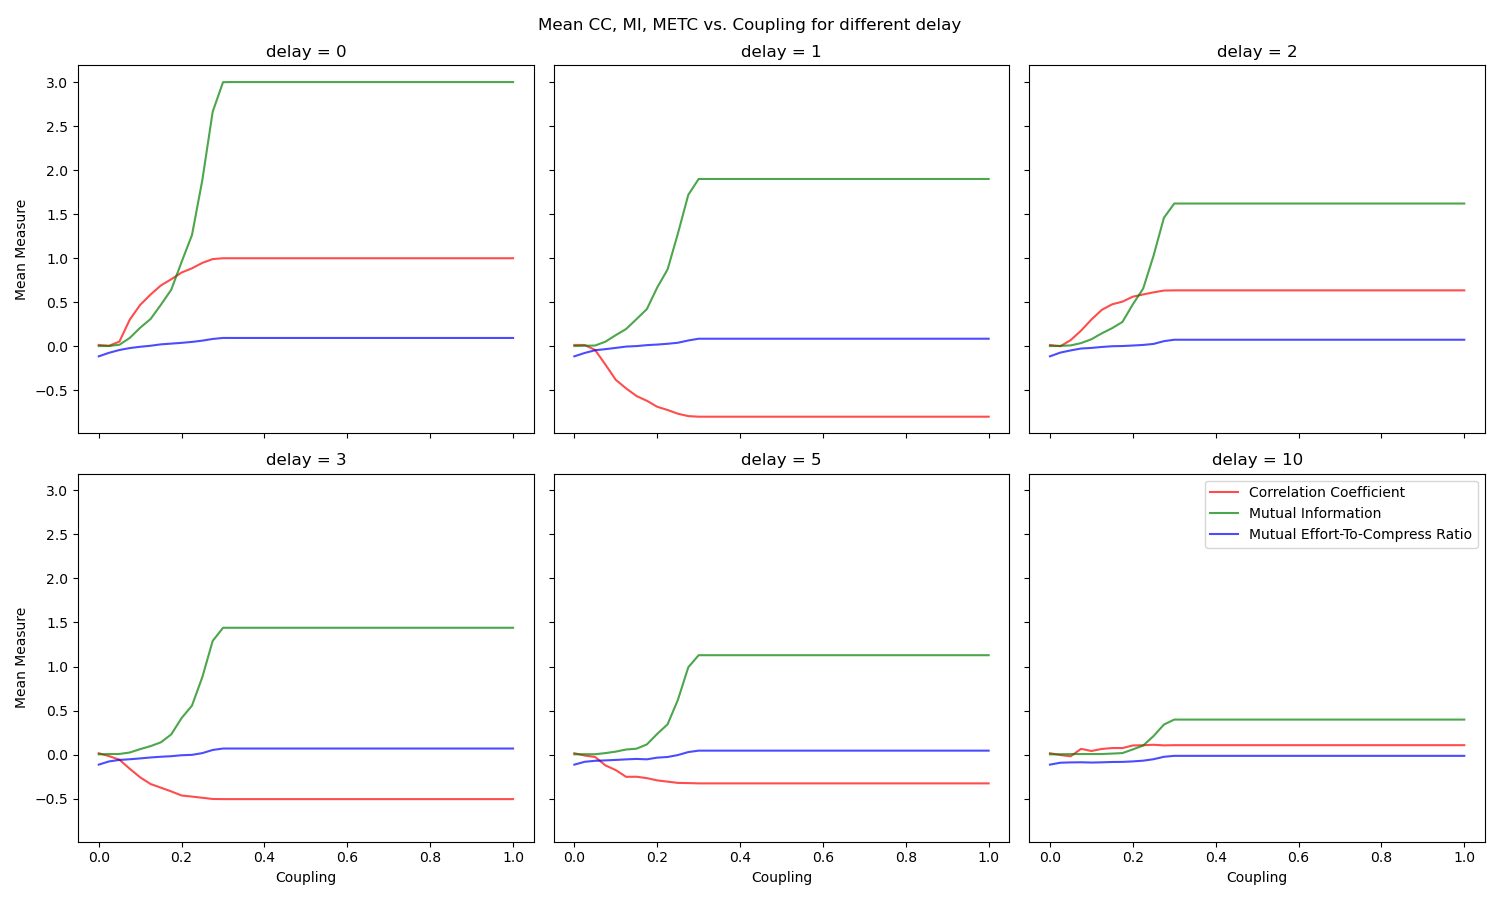 Mean CC, MI, METC vs. Coupling for different delay
delay = 0
3.0
2.5
2.0
1.5
1.0
0.5
0.0
−0.5
Mean Measure
delay = 1
delay = 2
delay = 3
3.0
2.5
2.0
1.5
1.0
0.5
0.0
−0.5
Mean Measure
0.0 0.2 0.4 0.6 0.8 1.0
Coupling
delay = 5
0.0 0.2 0.4 0.6 0.8 1.0
Coupling
delay = 10
Correlation Coefficient
Mutual Information
Mutual Effort-To-Compress Ratio
0.0 0.2 0.4 0.6 0.8 1.0
Coupling